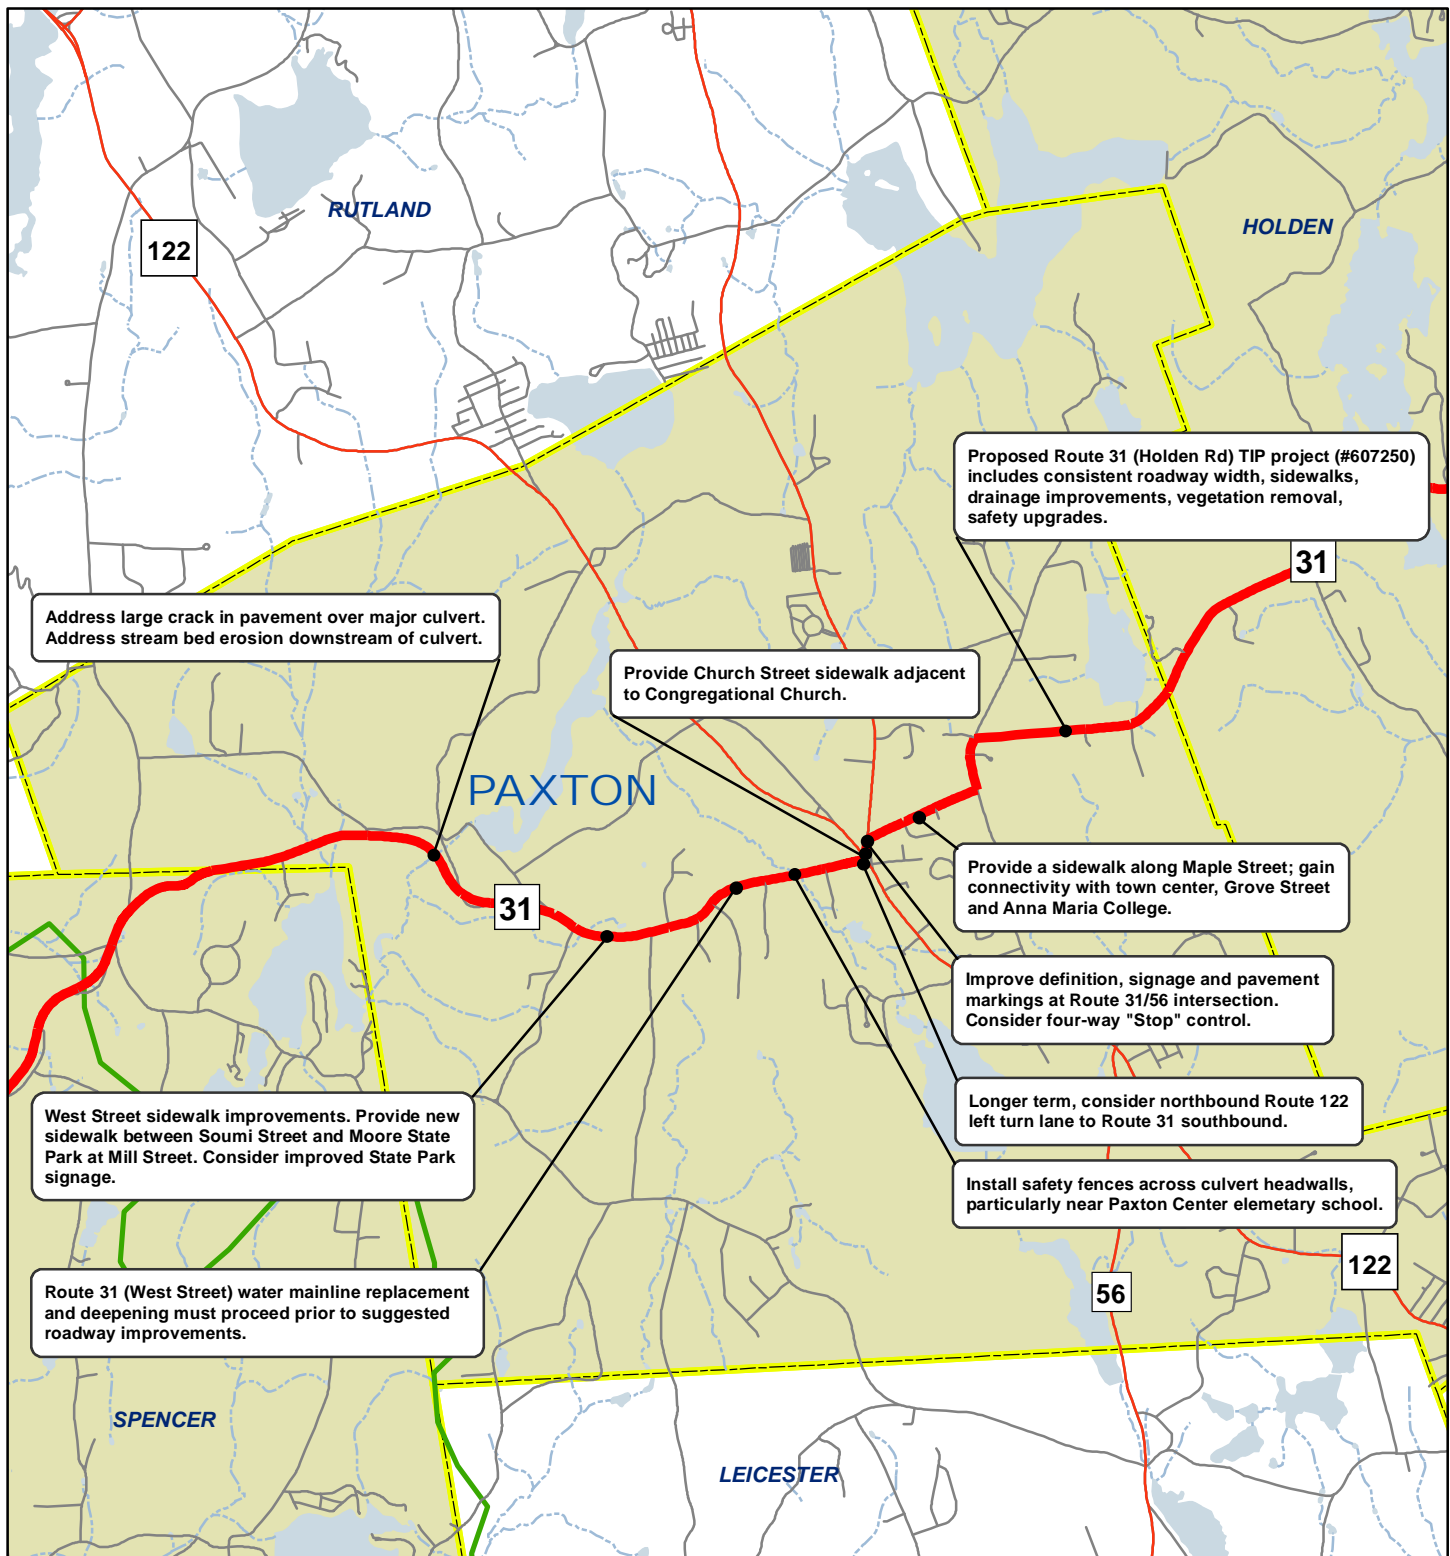 RUTLAND
HOLDEN
122
Proposed Route 31 (Holden Rd) TIP project (#607250)
includes consistent roadway width, sidewalks,
drainage improvements, vegetation removal,
safety upgrades.
31
Address large crack in pavement over major culvert.
Address stream bed erosion downstream of culvert.
Provide Church Street sidewalk adjacent
to Congregational Church.
PAXTON
Provide a sidewalk along Maple Street; gain
connectivity with town center, Grove Street
and Anna Maria College.
31
Improve definition, signage and pavement
markings at Route 31/56 intersection.
Consider four-way "Stop" control.
Longer term, consider northbound Route 122
left turn lane to Route 31 southbound.
West Street sidewalk improvements. Provide new
sidewalk between Soumi Street and Moore State
Park at Mill Street. Consider improved State Park
signage.
Install safety fences across culvert headwalls,
particularly near Paxton Center elemetary school.
122
56
Route 31 (West Street) water mainline replacement
and deepening must proceed prior to suggested
roadway improvements.
SPENCER
LEICESTER